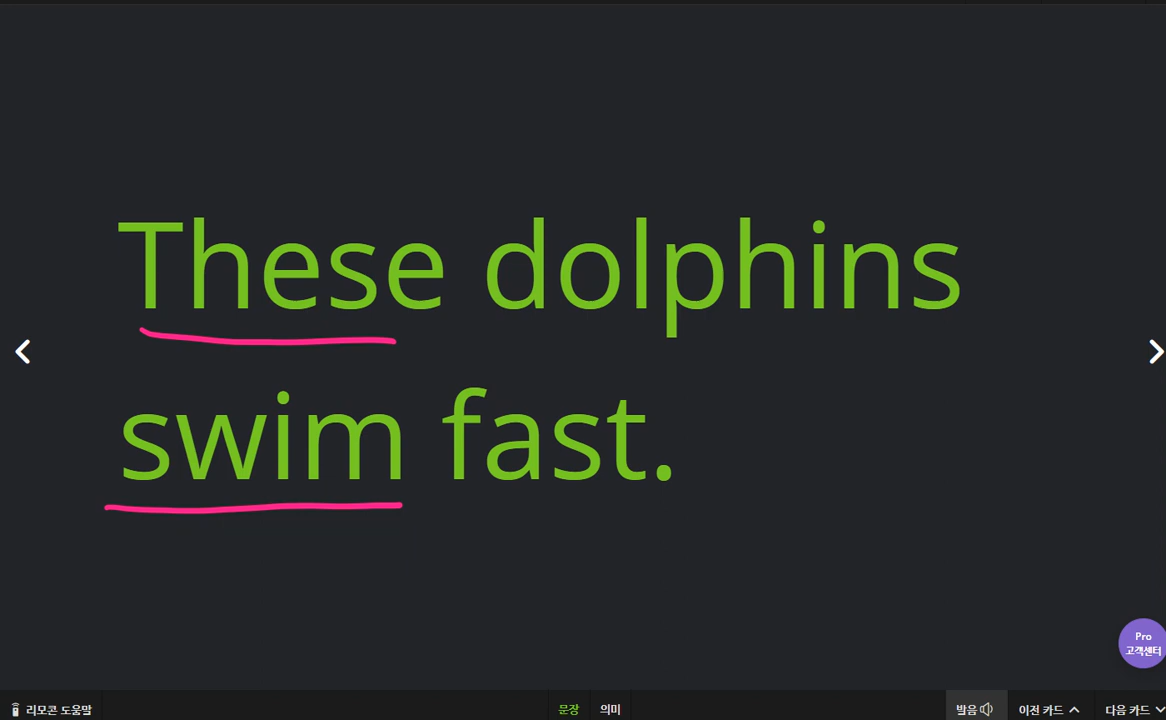 These dolphins
swim fast.
Pro
고객센터
리모콘 도움말
문장
의미
발음
이전 카드
다음 카드